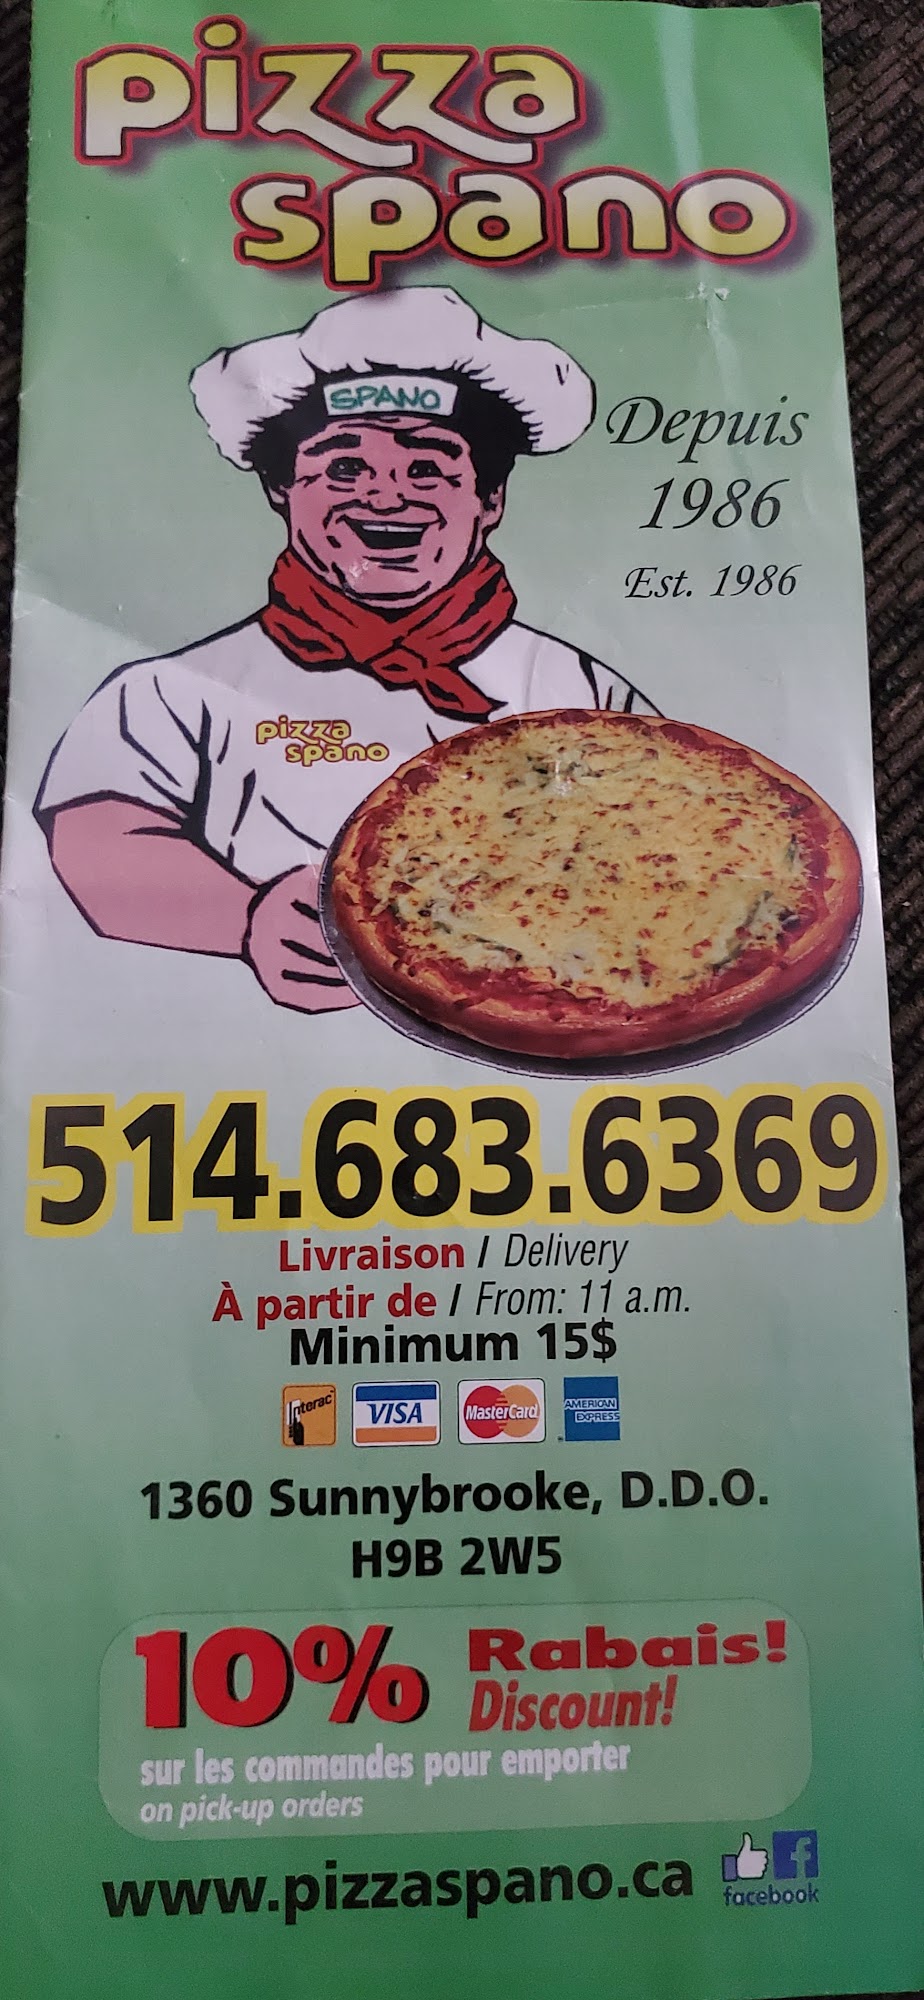 pizza
spano
SPANO
Depuis
1986
Est. 1986
pizza
spano
514.683.6369
Livraison / Delivery
À partir de / From: 11 a.m.
Minimum 15$
Interac VISA MasterCard AMERICAN
EXPRESS
1360 Sunnybrooke, D.D.O.
H9B 2W5
10% Rabais!
Discount!
sur les commandes pour emporter
on pick-up orders
www.pizzaspano.ca f
facebook